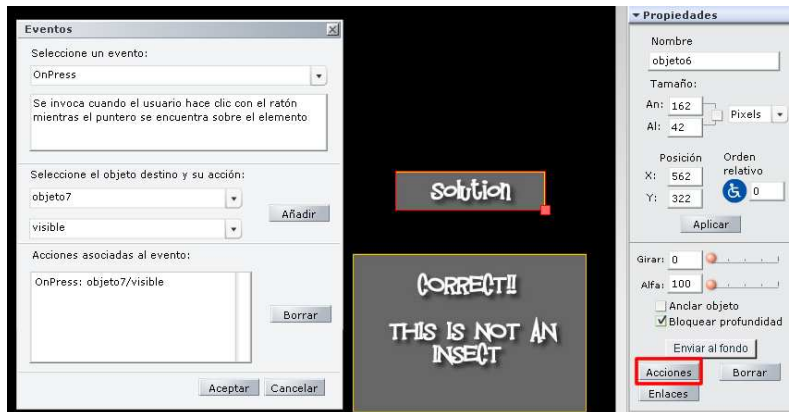 Eventos
Seleccione un evento:
OnPress
Se invoca cuando el usuario hace clic con el ratón
mientras el puntero se encuentra sobre el elemento
Seleccione el objeto destino y su acción:
objeto7
Añadir
visible
Acciones asociadas al evento:
OnPress: objeto7/visible
Borrar
Aceptar
Cancelar
Solution
CORRECT!!
THIS IS NOT AN
INSECT
Propiedades
Nombre
objeto6
Tamaño:
An: 162
Pixels
Al: 42
Posición
Orden
relativo
X: 562
0
Y: 322
Aplicar
Girar: 0
Alfa: 100
Anclar objeto
Bloquear profundidad
Enviar al fondo
Acciones
Borrar
Enlaces